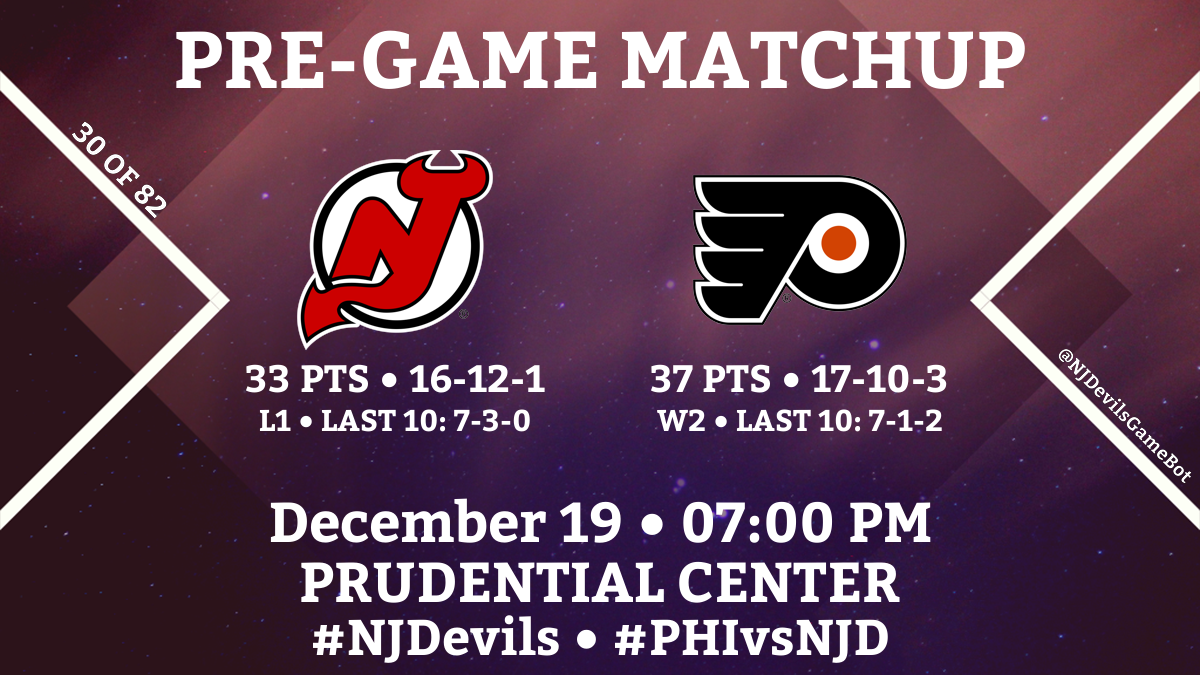 PRE-GAME MATCHUP
30 OF 82
33 PTS • 16-12-1
L1 • LAST 10: 7-3-0
37 PTS • 17-10-3
W2 • LAST 10: 7-1-2
@NJDevilsGameBot
December 19 • 07:00 PM
PRUDENTIAL CENTER
#NJDevils • #PHIvsNJD